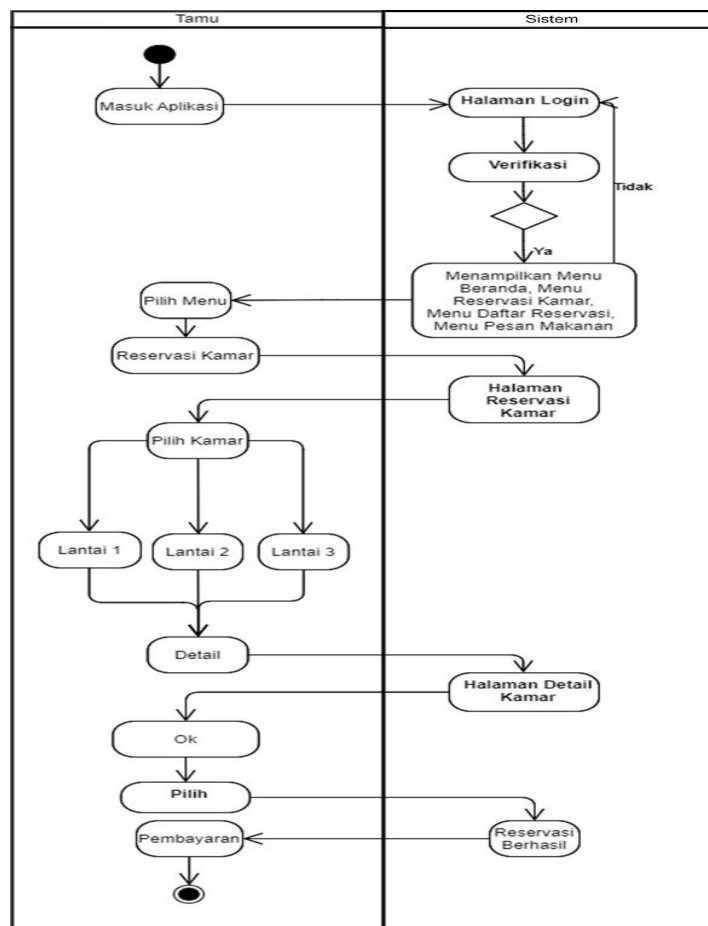 Tamu
Sistem
Masuk Aplikasi
Halaman Login
Verifikasi
Tidak
Ya
Menampilkan Menu
Beranda, Menu
Reservasi Kamar,
Menu Daftar Reservasi,
Menu Pesan Makanan
Pilih Menu
Reservasi Kamar
Halaman
Reservasi
Kamar
Pilih Kamar
Lantai 1
Lantai 2
Lantai 3
Detail
Halaman Detail
Kamar
Ok
Pilih
Reservasi
Berhasil
Pembayaran